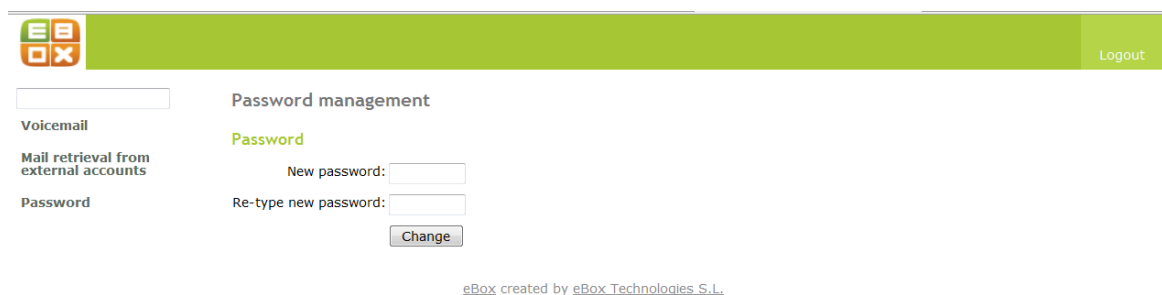 EBOX
Logout
Password management
Voicemail
Password
Mail retrieval from
external accounts
New password:
Password
Re-type new password:
Change
eBox created by eBox Technologies S.L.